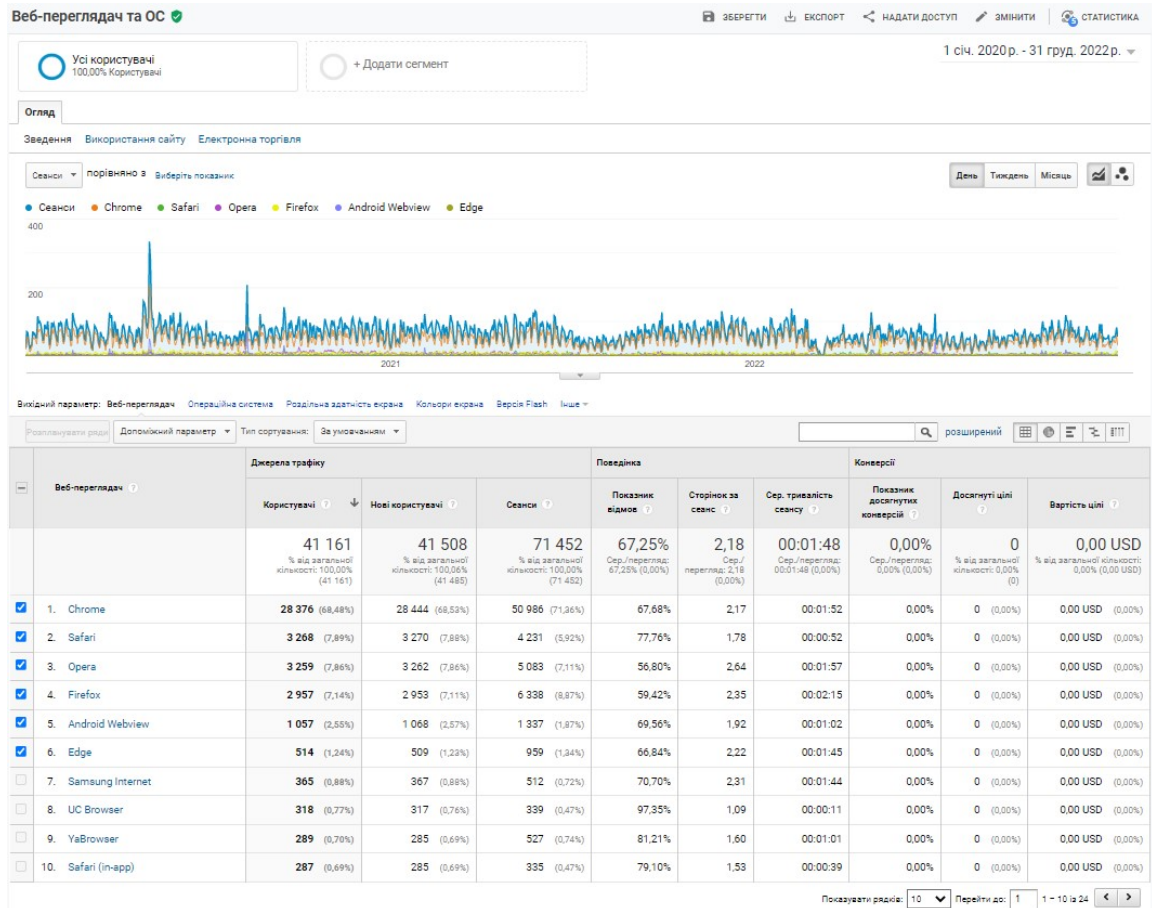 Веб-переглядач та ОС
ЗБЕРЕГТИ ЕКСПОРТ НАДАТИ ДОСТУП ЗМІНИТИ СТАТИСТИКА
Усі користувачі
100,00% Користувачі
+ Додати сегмент
1 січ. 2020 р. - 31 груд. 2022 р.
Огляд
Зведення Використання сайту Електронна торгівля
Сеанси порівняно з Виберіть показник
День Тиждень Місяць
Сеанси Chrome Safari Opera Firefox Android Webview Edge
400
200
2021 2022
Вихідний параметр: Веб-переглядач Операційна система Роздільна здатність екрана Кольори екрана Версія Flash Інше
Розпланувати ряди Допоміжний параметр Тип сортування: За умовчанням розширений
Веб-переглядач ? Джерела трафіку Поведінка Конверсії
Користувачі ? Нові користувачі ? Сеанси ? Показник відмов ? Сторінок за сеанс ? Сер. тривалість сеансу ? Показник досягнутих конверсій ? Досягнуті цілі ? Вартість цілі ?
41 161 41 508 71 452 67,25% 2,18 00:01:48 0,00% 0 0,00 USD
% від загальної кількості: 100,00% (41 161) % від загальної кількості: 100,06% (41 485) % від загальної кількості: 100,00% (71 452) Сер./перегляд: 67,25% (0,00%) Сер./перегляд: 2,18 (0,00%) Сер./перегляд: 00:01:48 (0,00%) Сер./перегляд: 0,00% (0,00%) % від загальної кількості: 0,00% (0) % від загальної кількості: 0,00% (0,00 USD)
1. Chrome 28 376 (68,48%) 28 444 (68,53%) 50 986 (71,36%) 67,68% 2,17 00:01:52 0,00% 0 (0,00%) 0,00 USD (0,00%)
2. Safari 3 268 (7,89%) 3 270 (7,88%) 4 231 (5,92%) 77,76% 1,78 00:00:52 0,00% 0 (0,00%) 0,00 USD (0,00%)
3. Opera 3 259 (7,86%) 3 262 (7,86%) 5 083 (7,11%) 56,80% 2,64 00:01:57 0,00% 0 (0,00%) 0,00 USD (0,00%)
4. Firefox 2 957 (7,14%) 2 953 (7,11%) 6 338 (8,87%) 59,42% 2,35 00:02:15 0,00% 0 (0,00%) 0,00 USD (0,00%)
5. Android Webview 1 057 (2,55%) 1 068 (2,57%) 1 337 (1,87%) 69,56% 1,92 00:01:02 0,00% 0 (0,00%) 0,00 USD (0,00%)
6. Edge 514 (1,24%) 509 (1,23%) 959 (1,34%) 66,84% 2,22 00:01:45 0,00% 0 (0,00%) 0,00 USD (0,00%)
7. Samsung Internet 365 (0,88%) 367 (0,88%) 512 (0,72%) 70,70% 2,31 00:01:44 0,00% 0 (0,00%) 0,00 USD (0,00%)
8. UC Browser 318 (0,77%) 317 (0,76%) 339 (0,47%) 97,35% 1,09 00:00:11 0,00% 0 (0,00%) 0,00 USD (0,00%)
9. YaBrowser 289 (0,70%) 285 (0,69%) 527 (0,74%) 81,21% 1,60 00:01:01 0,00% 0 (0,00%) 0,00 USD (0,00%)
10. Safari (in-app) 287 (0,69%) 285 (0,69%) 335 (0,47%) 79,10% 1,53 00:00:39 0,00% 0 (0,00%) 0,00 USD (0,00%)
Показувати рядків: 10 Перейти до: 1 1 – 10 із 24